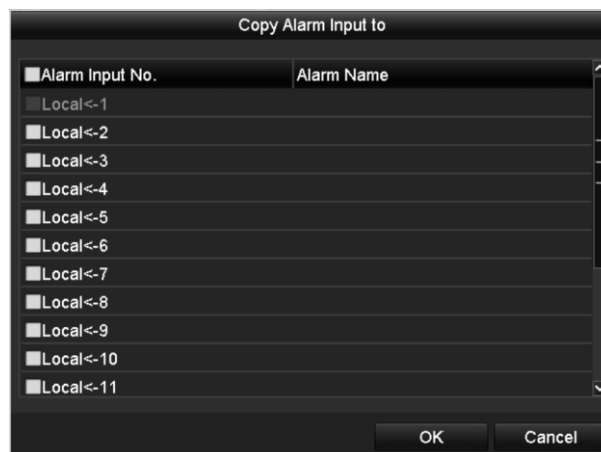 Copy Alarm Input to
Alarm Input No. Alarm Name
Local<-1
Local<-2
Local<-3
Local<-4
Local<-5
Local<-6
Local<-7
Local<-8
Local<-9
Local<-10
Local<-11
OK Cancel